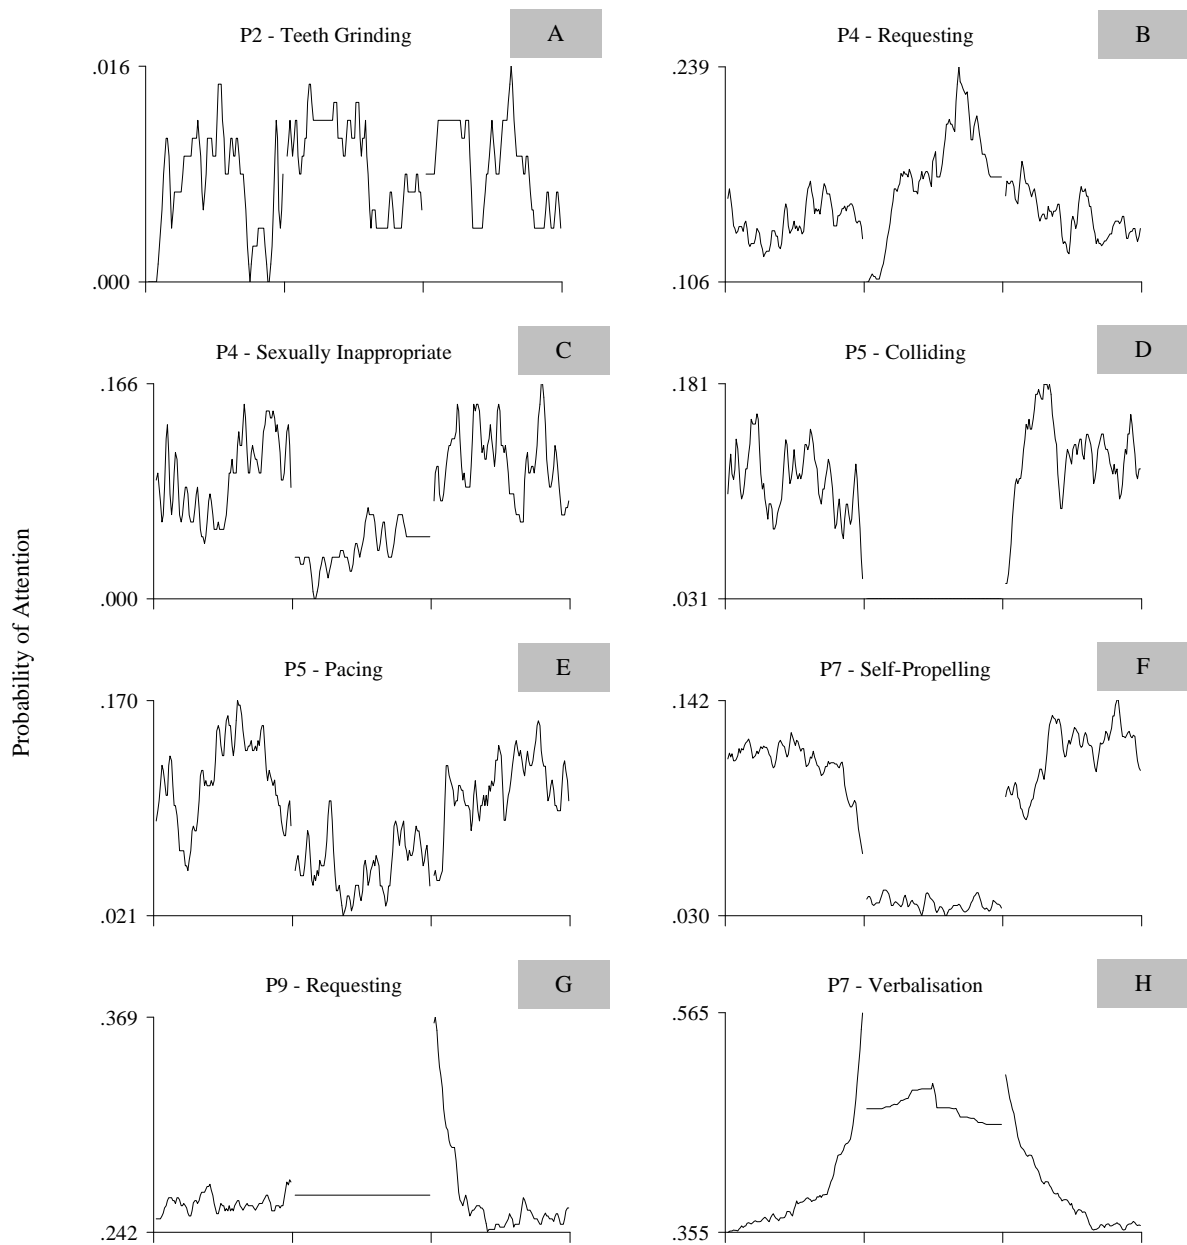 P2 - Teeth Grinding
A
.016
.000
P4 - Requesting
B
.239
.106
P4 - Sexually Inappropriate
C
.166
.000
P5 - Colliding
D
.181
.031
Probability of Attention
P5 - Pacing
E
.170
.021
P7 - Self-Propelling
F
.142
.030
P9 - Requesting
G
.369
.242
P7 - Verbalisation
H
.565
.355